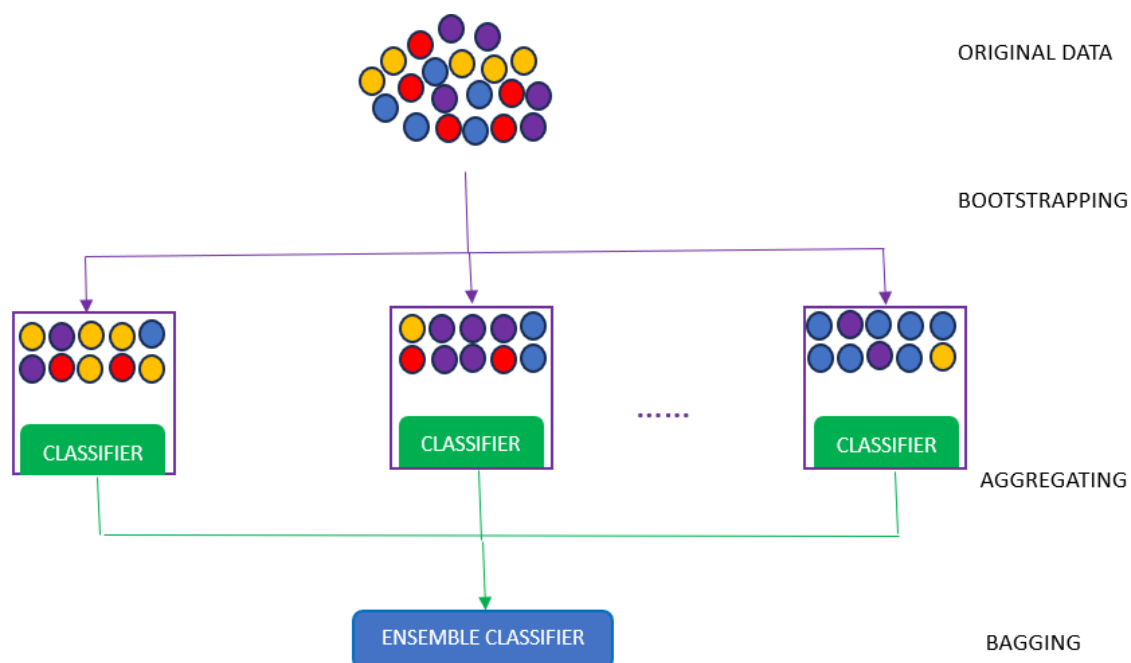 ORIGINAL DATA
BOOTSTRAPPING
......
CLASSIFIER
CLASSIFIER
CLASSIFIER
AGGREGATING
ENSEMBLE CLASSIFIER
BAGGING